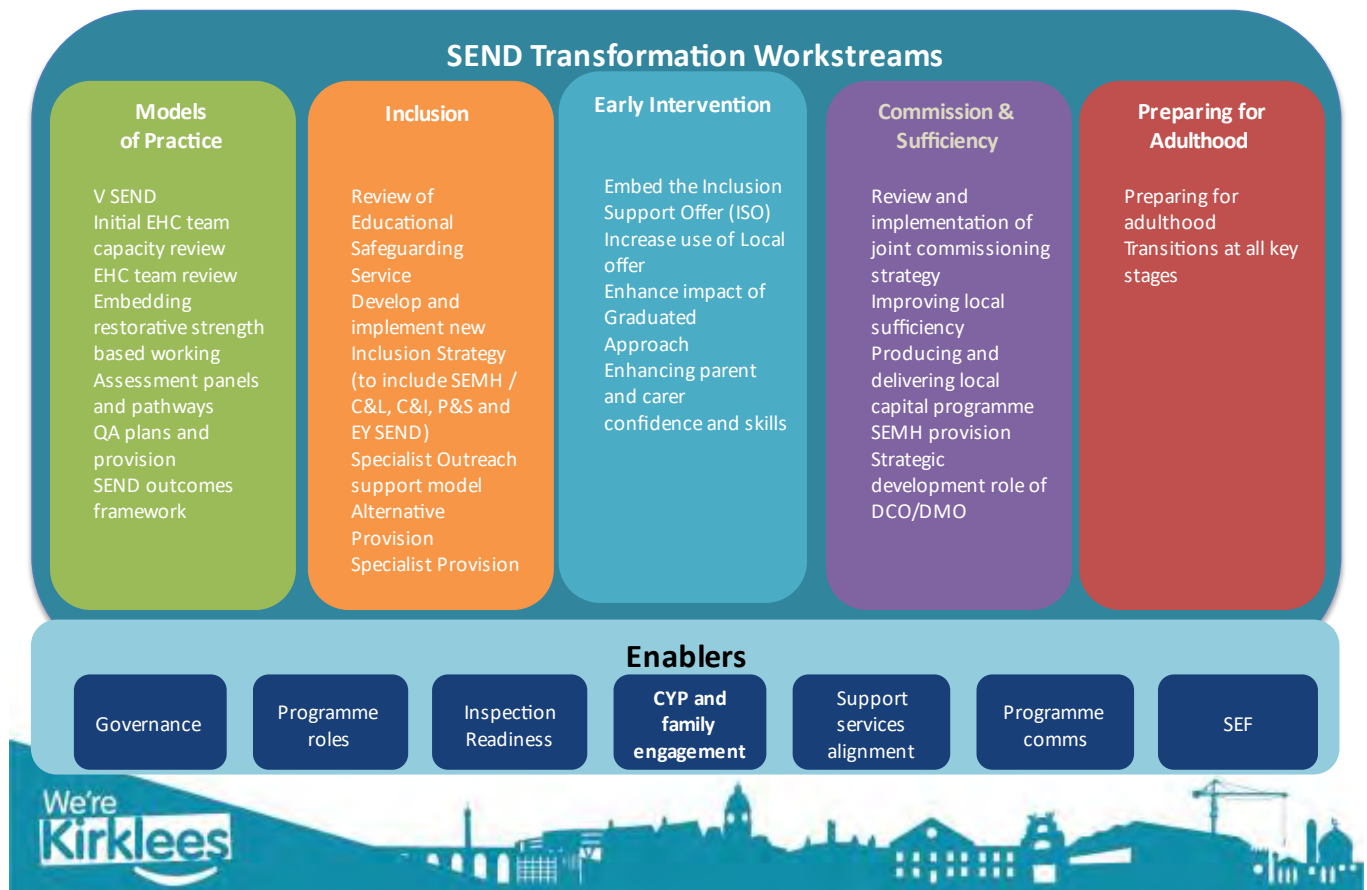 SEND Transformation Workstreams
Models
of Practice
V SEND
Initial EHC team
capacity review
EHC team review
Embedding
restorative strength
based working
Assessment panels
and pathways
QA plans and
provision
SEND outcomes
framework
Inclusion
Review of
Educational
Safeguarding
Service
Develop and
implement new
Inclusion Strategy
(to include SEMH /
C&L, C&I, P&S and
EY SEND)
Specialist Outreach
support model
Alternative
Provision
Specialist Provision
Early Intervention
Embed the Inclusion
Support Offer (ISO)
Increase use of Local
offer
Enhance impact of
Graduated
Approach
Enhancing parent
and carer
confidence and skills
Commission &
Sufficiency
Review and
implementation of
joint commissioning
strategy
Improving local
sufficiency
Producing and
delivering local
capital programme
SEMH provision
Strategic
development role of
DCO/DMO
Preparing for
Adulthood
Preparing for
adulthood
Transitions at all key
stages
Enablers
Governance
Programme
roles
Inspection
Readiness
CYP and
family
engagement
Support
services
alignment
Programme
comms
SEF
We're
Kirklees